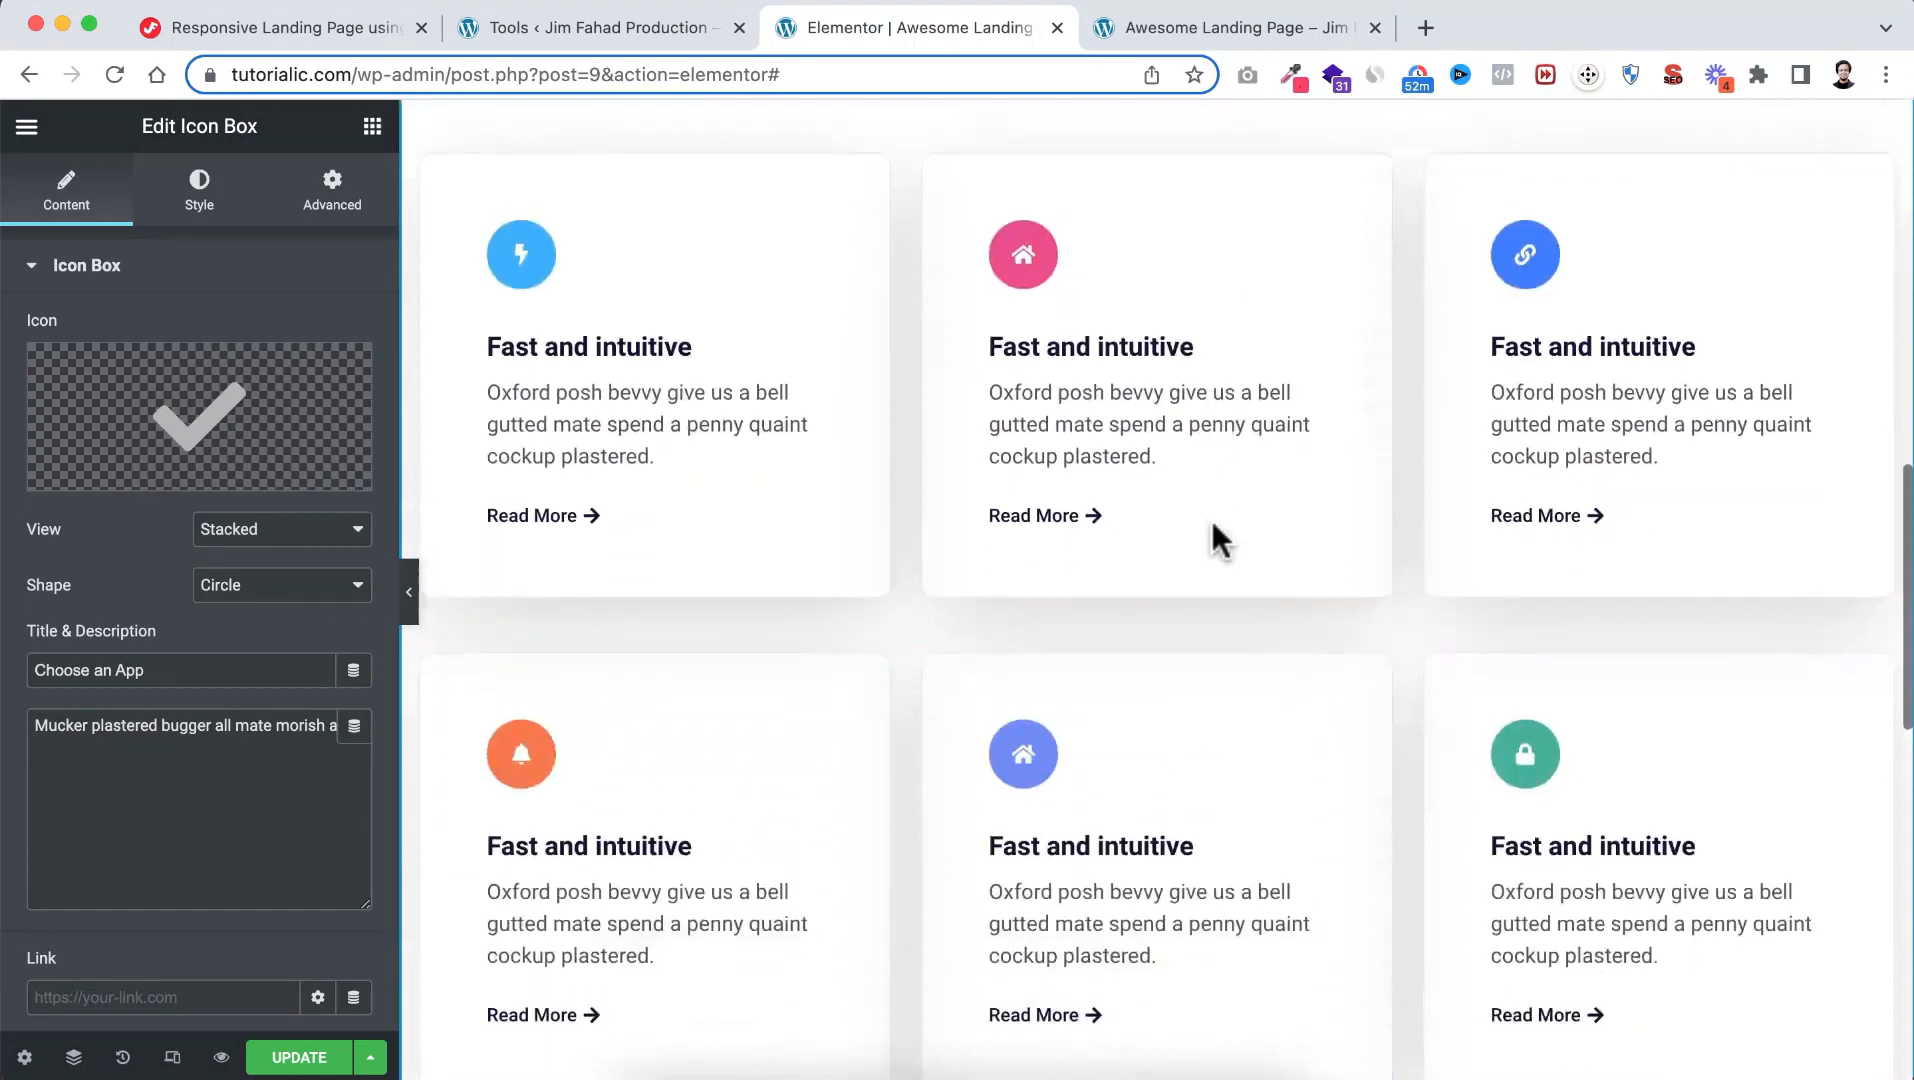 Responsive Landing Page using
Tools ‹ Jim Fahad Production –
Elementor | Awesome Landing
Awesome Landing Page – Jim
tutorialic.com/wp-admin/post.php?post=9&action=elementor#
31
52m
SEO
4
Edit Icon Box
Content
Style
Advanced
Icon Box
Icon
View
Stacked
Shape
Circle
Title & Description
Choose an App
Mucker plastered bugger all mate morish a
Link
https://your-link.com
UPDATE
Fast and intuitive
Oxford posh bevvy give us a bell
gutted mate spend a penny quaint
cockup plastered.
Read More
Fast and intuitive
Oxford posh bevvy give us a bell
gutted mate spend a penny quaint
cockup plastered.
Read More
Fast and intuitive
Oxford posh bevvy give us a bell
gutted mate spend a penny quaint
cockup plastered.
Read More
Fast and intuitive
Oxford posh bevvy give us a bell
gutted mate spend a penny quaint
cockup plastered.
Read More
Fast and intuitive
Oxford posh bevvy give us a bell
gutted mate spend a penny quaint
cockup plastered.
Read More
Fast and intuitive
Oxford posh bevvy give us a bell
gutted mate spend a penny quaint
cockup plastered.
Read More